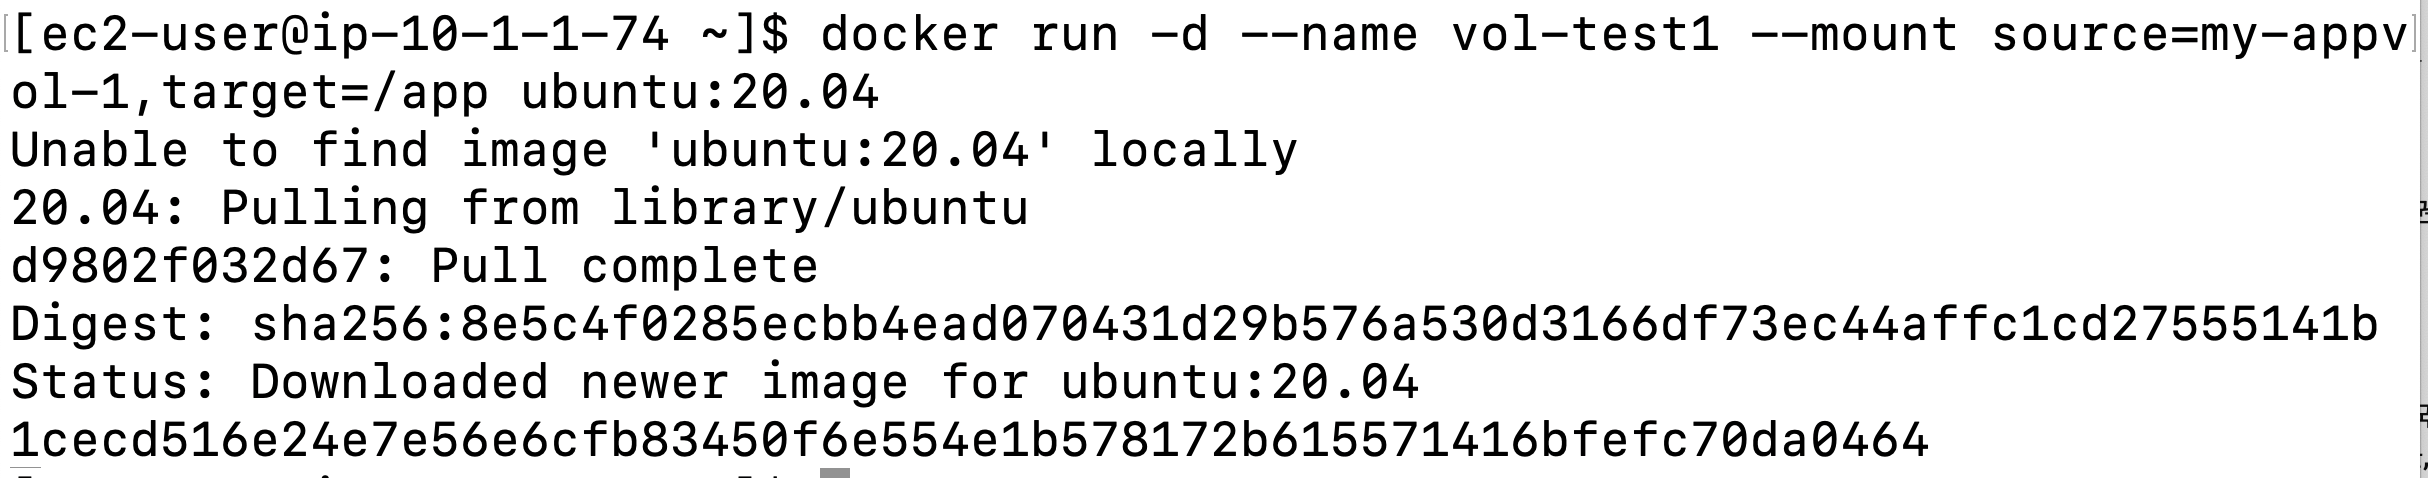 [ec2-user@ip-10-1-1-74 ~]$ docker run -d --name vol-test1 --mount source=my-appv
ol-1,target=/app ubuntu:20.04
Unable to find image 'ubuntu:20.04' locally
20.04: Pulling from library/ubuntu
d9802f032d67: Pull complete
Digest: sha256:8e5c4f0285ecbb4ead070431d29b576a530d3166df73ec44affc1cd27555141b
Status: Downloaded newer image for ubuntu:20.04
1cecd516e24e7e56e6cfb83450f6e554e1b578172b615571416bfefc70da0464